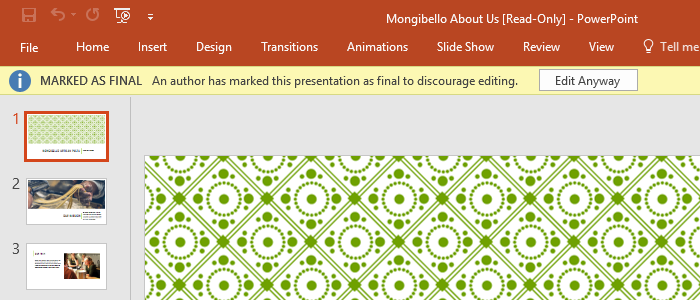 Mongibello About Us [Read-Only] - PowerPoint
File Home Insert Design Transitions Animations Slide Show Review View Tell me
MARKED AS FINAL An author has marked this presentation as final to discourage editing. Edit Anyway
1
2
3